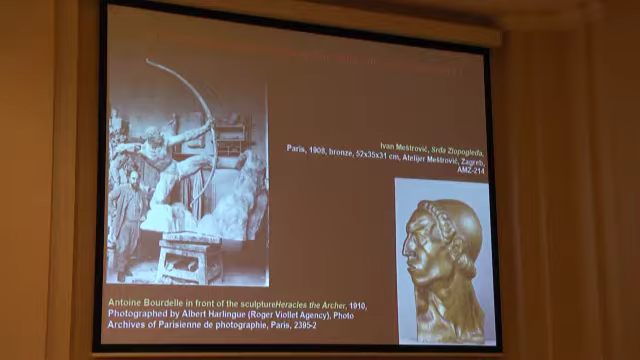 Ivan Meštrović, Srđa Zlopogleđa,
Paris, 1908, bronze, 52x35x31 cm, Atelijer Meštrović, Zagreb,
AMZ-214
Antoine Bourdelle in front of the sculptureHeracles the Archer, 1910,
Photographed by Albert Harlingue (Roger Viollet Agency), Photo
Archives of Parisienne de photographie, Paris, 2395-2